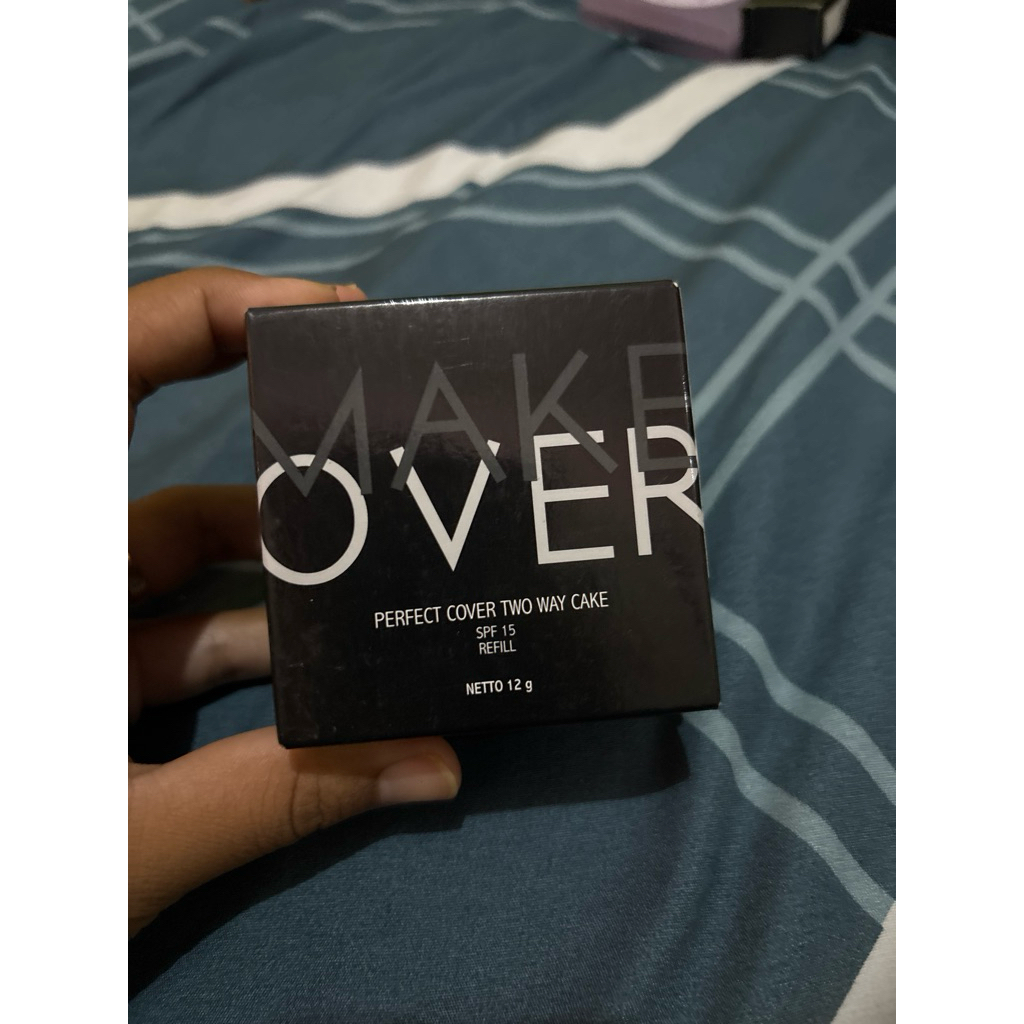 MAKE
OVER
PERFECT COVER TWO WAY CAKE
SPF 15
REFILL
NETTO 12 g